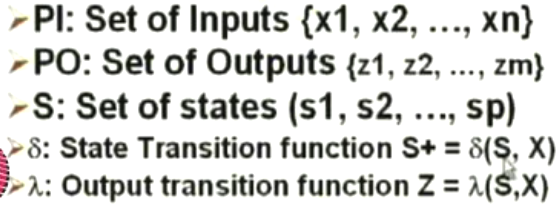 PI: Set of Inputs {x1, x2, ..., xn}
PO: Set of Outputs {z1, z2, ..., zm}
S: Set of states (s1, s2, ..., sp)
δ: State Transition function S+ = δ(S, X)
λ: Output transition function Z = λ(S,X)